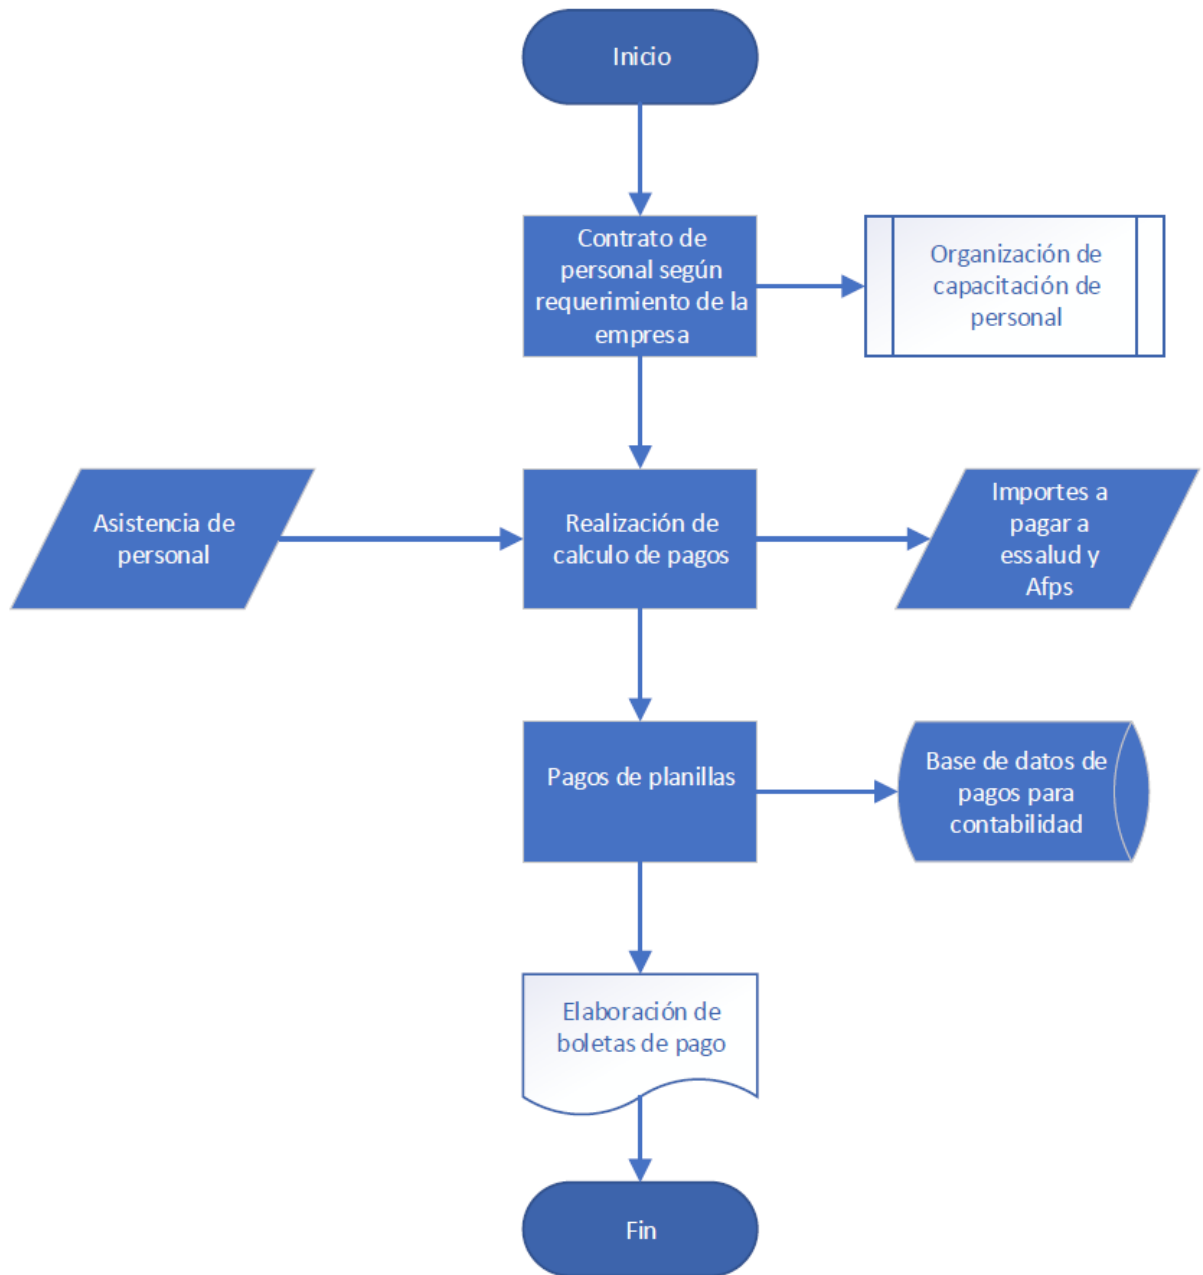 Inicio
Contrato de
personal según
requerimiento de la
empresa
Organización de
capacitación de
personal
Asistencia de
personal
Realización de
calculo de pagos
Importes a
pagar a
essalud y
Afps
Pagos de planillas
Base de datos de
pagos para
contabilidad
Elaboración de
boletas de pago
Fin